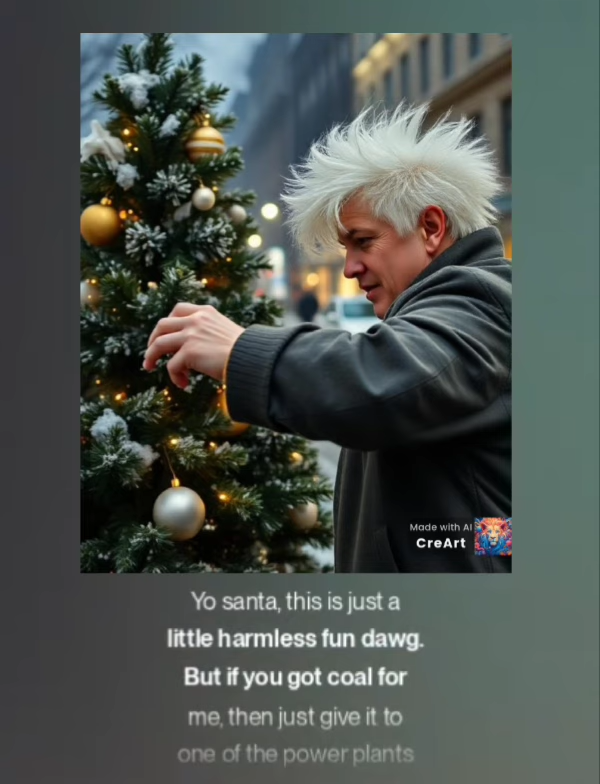 Made with AI
CreArt
Yo santa, this is just a
little harmless fun dawg.
But if you got coal for
me, then just give it to
one of the power plants